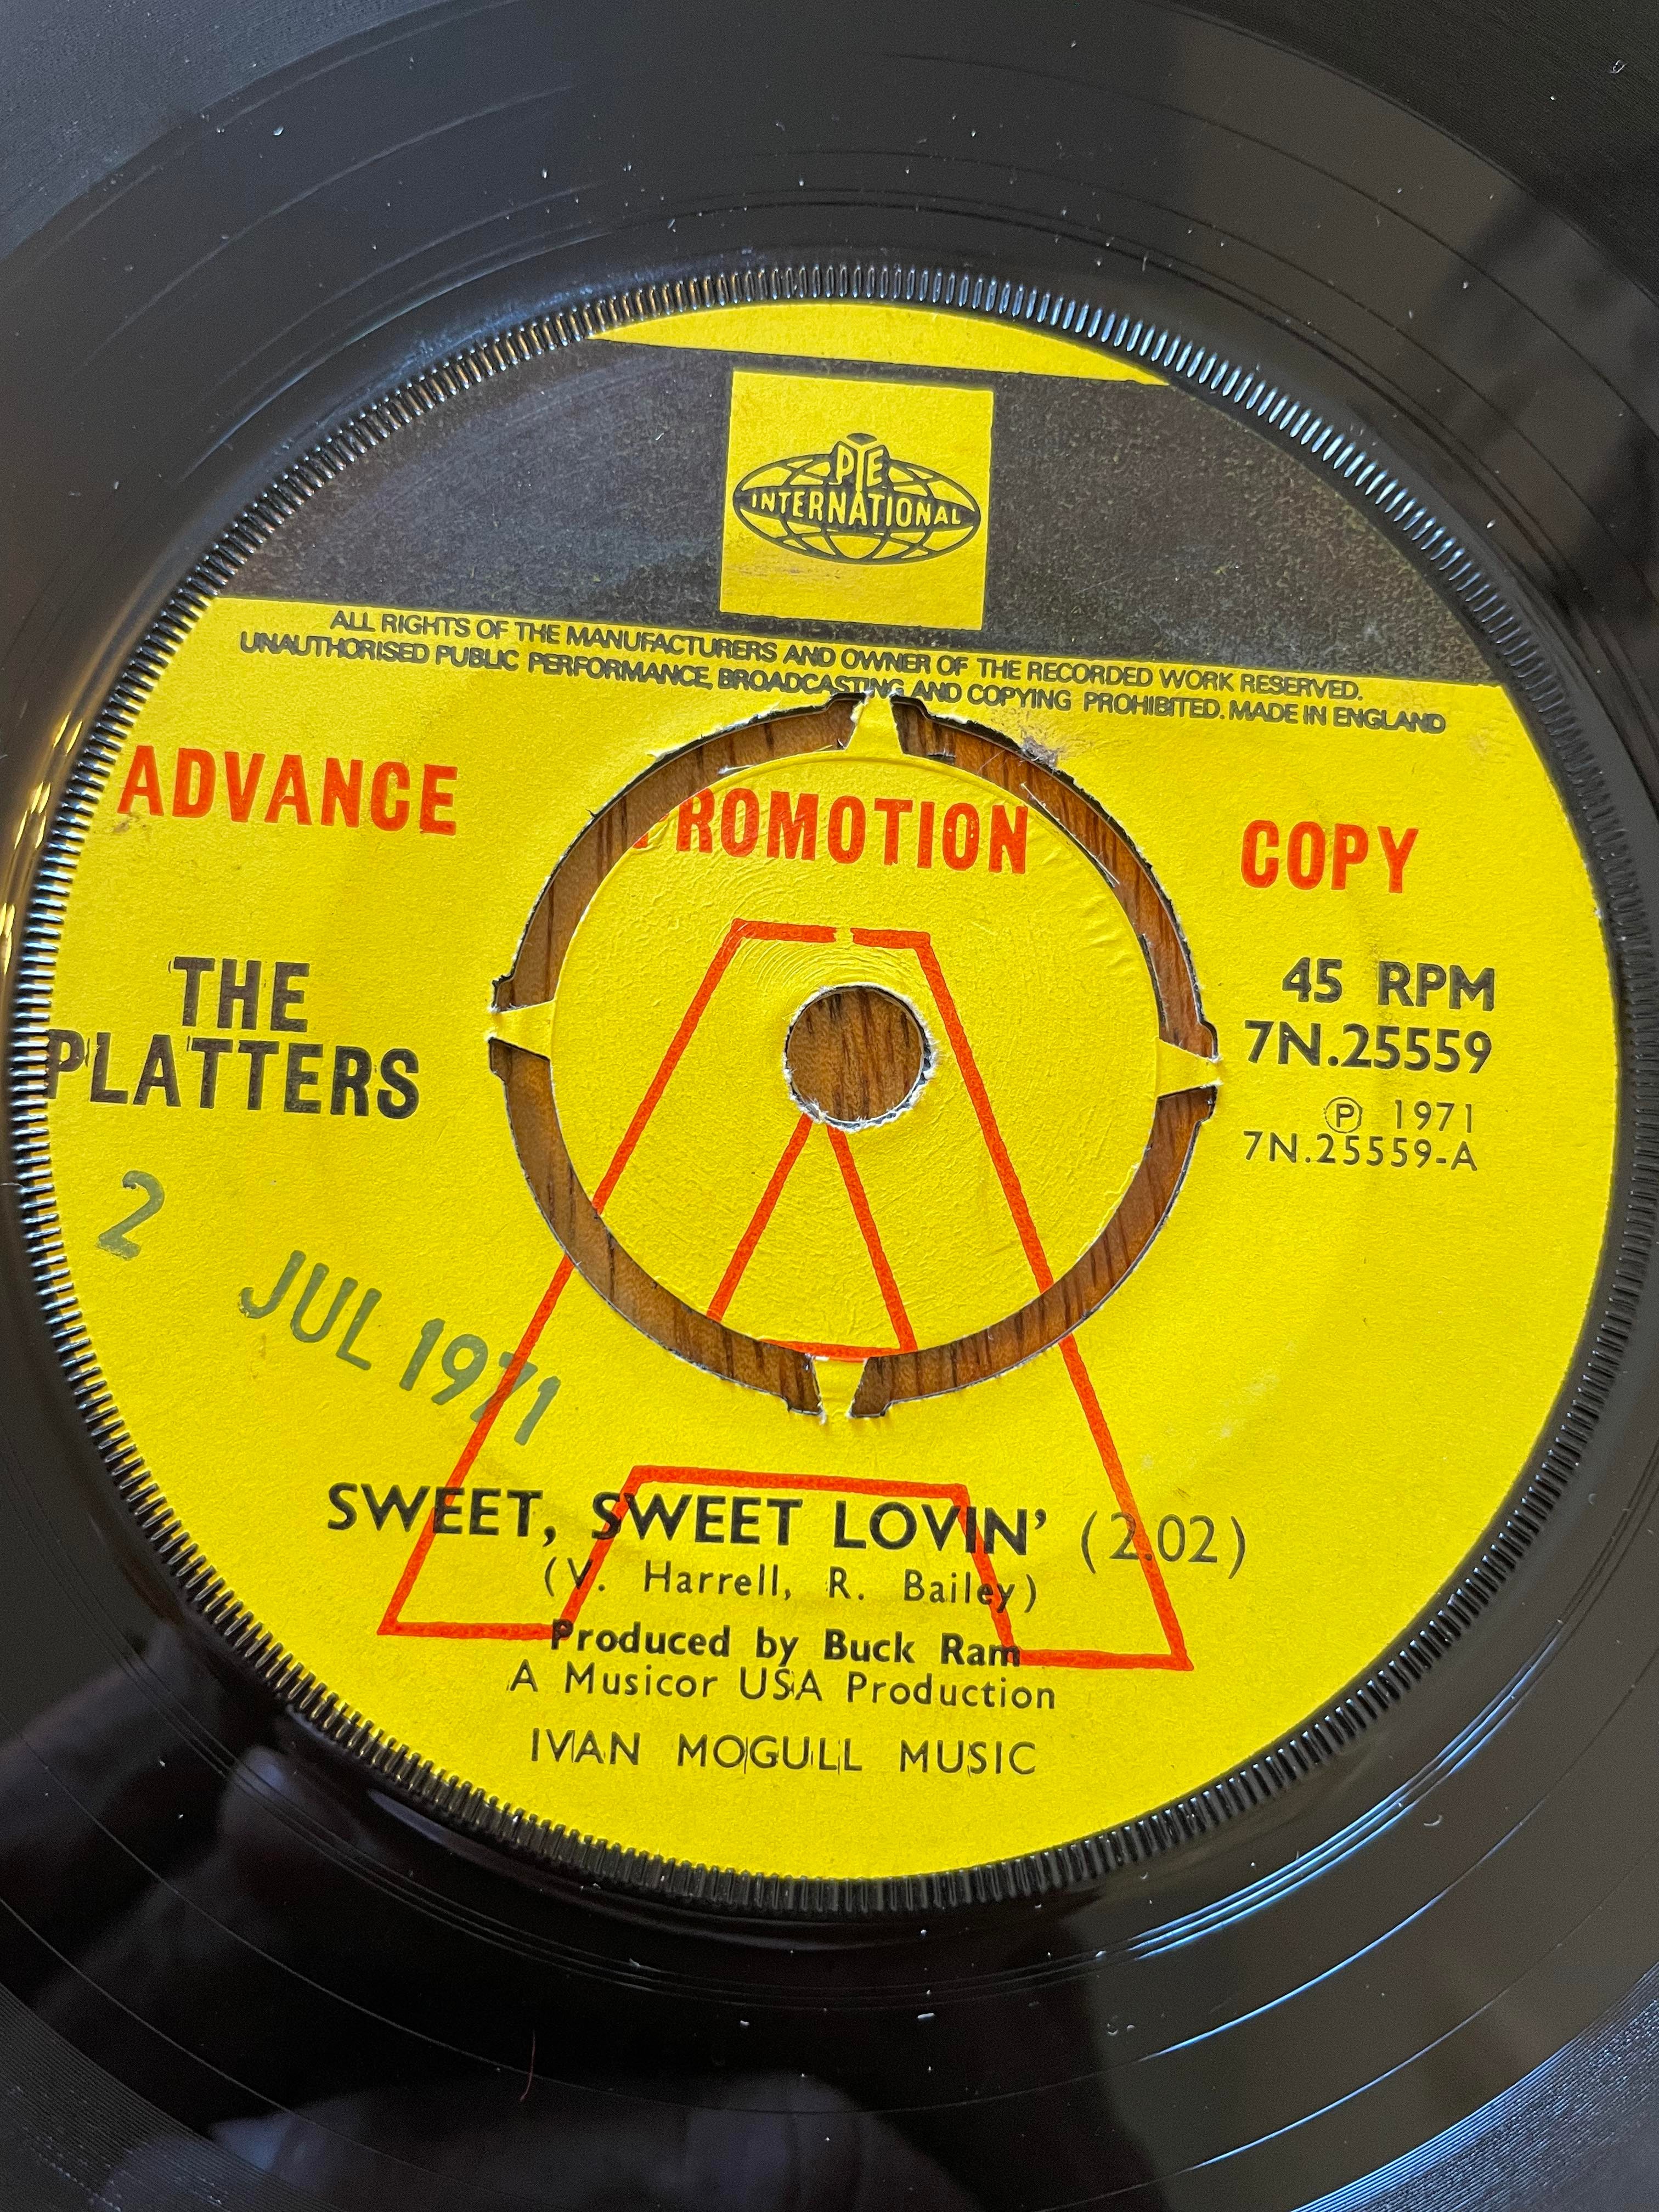 PYE
INTERNATIONAL
ALL RIGHTS OF THE MANUFACTURERS AND OWNER OF THE RECORDED WORK RESERVED.
UNAUTHORISED PUBLIC PERFORMANCE, BROADCASTING AND COPYING PROHIBITED. MADE IN ENGLAND
ADVANCE PROMOTION COPY
THE
PLATTERS
45 RPM
7N.25559
Ⓟ 1971
7N.25559-A
A
2 JUL 1971
SWEET, SWEET LOVIN' (2.02)
(V. Harrell, R. Bailey)
Produced by Buck Ram
A Musicor USA Production
IVAN MOGULL MUSIC